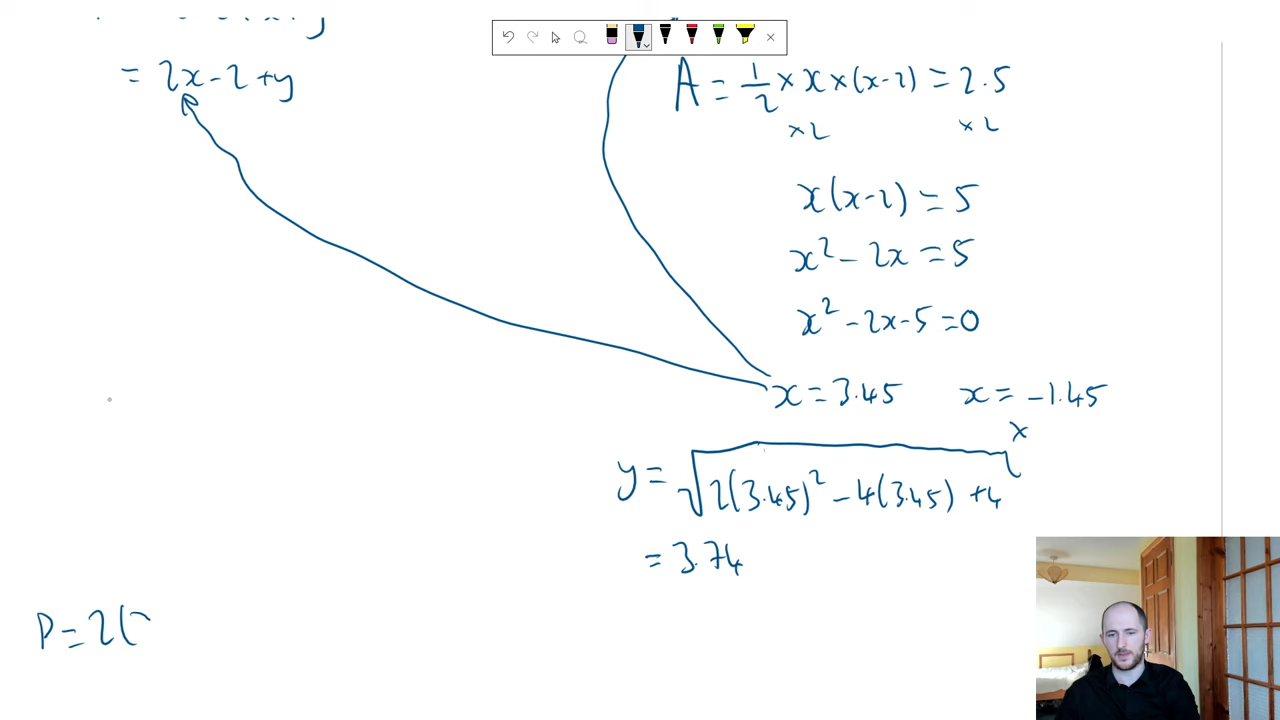 = 2x - 2 + y
A = 1/2 × x × (x - 2) = 2.5
×2 ×2
x(x - 2) = 5
x² - 2x = 5
x² - 2x - 5 = 0
x = 3.45 x = -1.45
×
y = √(2(3.45)² - 4(3.45) + 4)
= 3.74
P = 2(